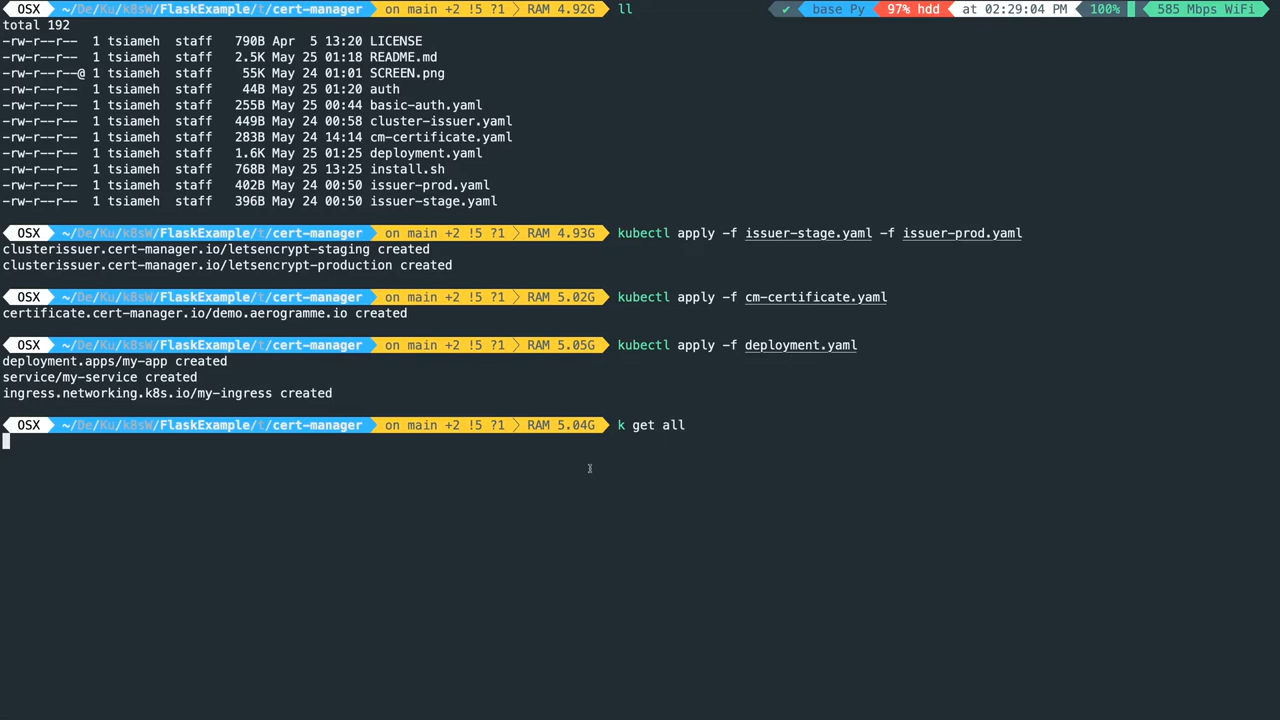 OSX ~/De/Ku/k8sW/FlaskExample/t/cert-manager on main +2 !5 ?1 RAM 4.92G ll ✔ base Py 97% hdd at 02:29:04 PM 100% 585 Mbps WiFi
total 192
-rw-r--r-- 1 tsiameh staff 790B Apr 5 13:20 LICENSE
-rw-r--r-- 1 tsiameh staff 2.5K May 25 01:18 README.md
-rw-r--r--@ 1 tsiameh staff 55K May 24 01:01 SCREEN.png
-rw-r--r-- 1 tsiameh staff 44B May 25 01:20 auth
-rw-r--r-- 1 tsiameh staff 255B May 25 00:44 basic-auth.yaml
-rw-r--r-- 1 tsiameh staff 449B May 24 00:58 cluster-issuer.yaml
-rw-r--r-- 1 tsiameh staff 283B May 24 14:14 cm-certificate.yaml
-rw-r--r-- 1 tsiameh staff 1.6K May 25 01:25 deployment.yaml
-rw-r--r-- 1 tsiameh staff 768B May 25 13:25 install.sh
-rw-r--r-- 1 tsiameh staff 402B May 24 00:50 issuer-prod.yaml
-rw-r--r-- 1 tsiameh staff 396B May 24 00:50 issuer-stage.yaml
OSX ~/De/Ku/k8sW/FlaskExample/t/cert-manager on main +2 !5 ?1 RAM 4.93G kubectl apply -f issuer-stage.yaml -f issuer-prod.yaml
clusterissuer.cert-manager.io/letsencrypt-staging created
clusterissuer.cert-manager.io/letsencrypt-production created
OSX ~/De/Ku/k8sW/FlaskExample/t/cert-manager on main +2 !5 ?1 RAM 5.02G kubectl apply -f cm-certificate.yaml
certificate.cert-manager.io/demo.aerogramme.io created
OSX ~/De/Ku/k8sW/FlaskExample/t/cert-manager on main +2 !5 ?1 RAM 5.05G kubectl apply -f deployment.yaml
deployment.apps/my-app created
service/my-service created
ingress.networking.k8s.io/my-ingress created
OSX ~/De/Ku/k8sW/FlaskExample/t/cert-manager on main +2 !5 ?1 RAM 5.04G k get all